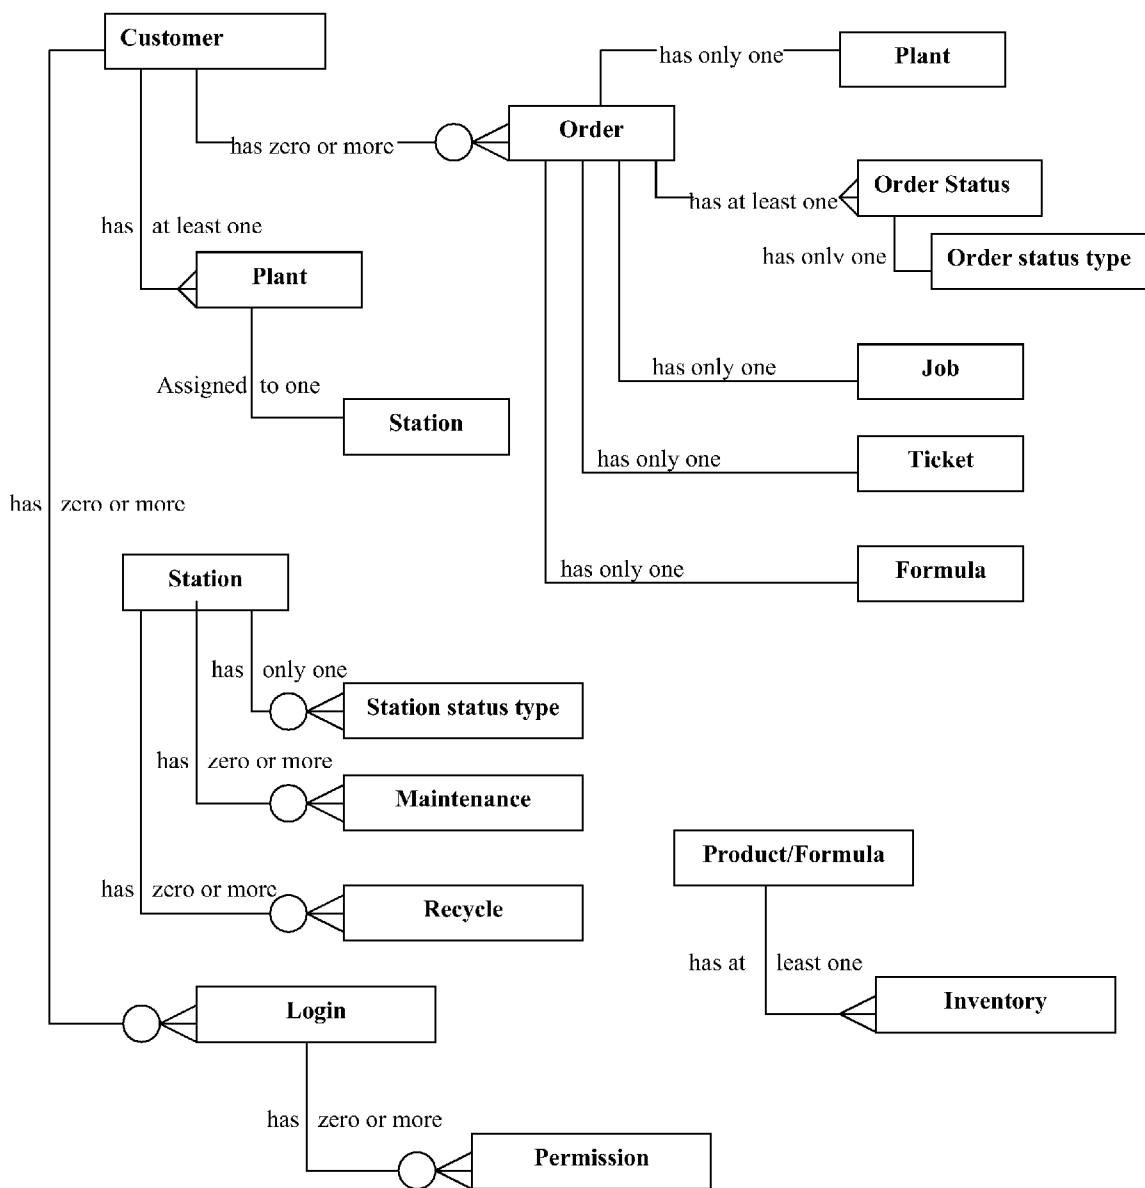 Customer
has only one
Plant
Order
has zero or more
Order Status
has at least one
has at least one
has only one
Order status type
Plant
has only one
Job
Assigned to one
Station
has only one
Ticket
has zero or more
Station
has only one
Formula
has only one
Station status type
has zero or more
Maintenance
Product/Formula
has zero or more
Recycle
has at least one
Inventory
Login
has zero or more
Permission